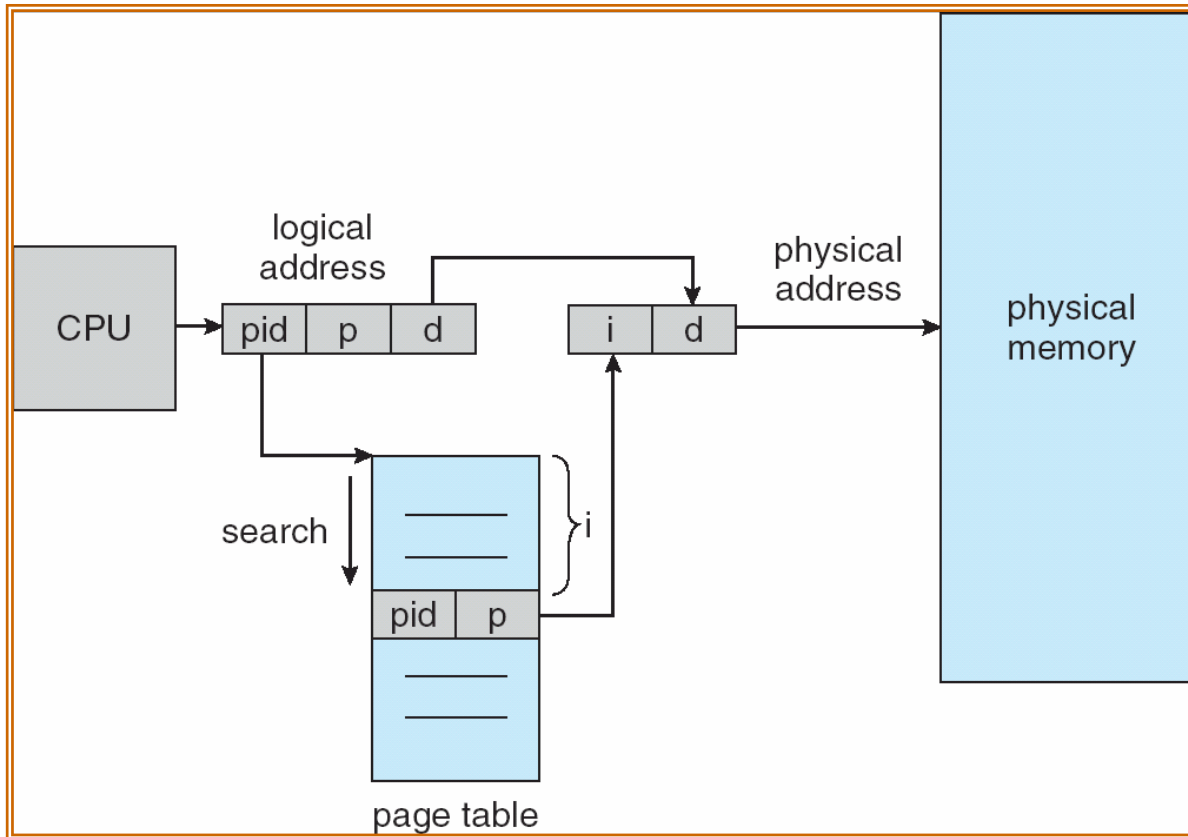 logical
address
physical
address
CPU
pid p d
i d
physical
memory
search
i
pid p
page table